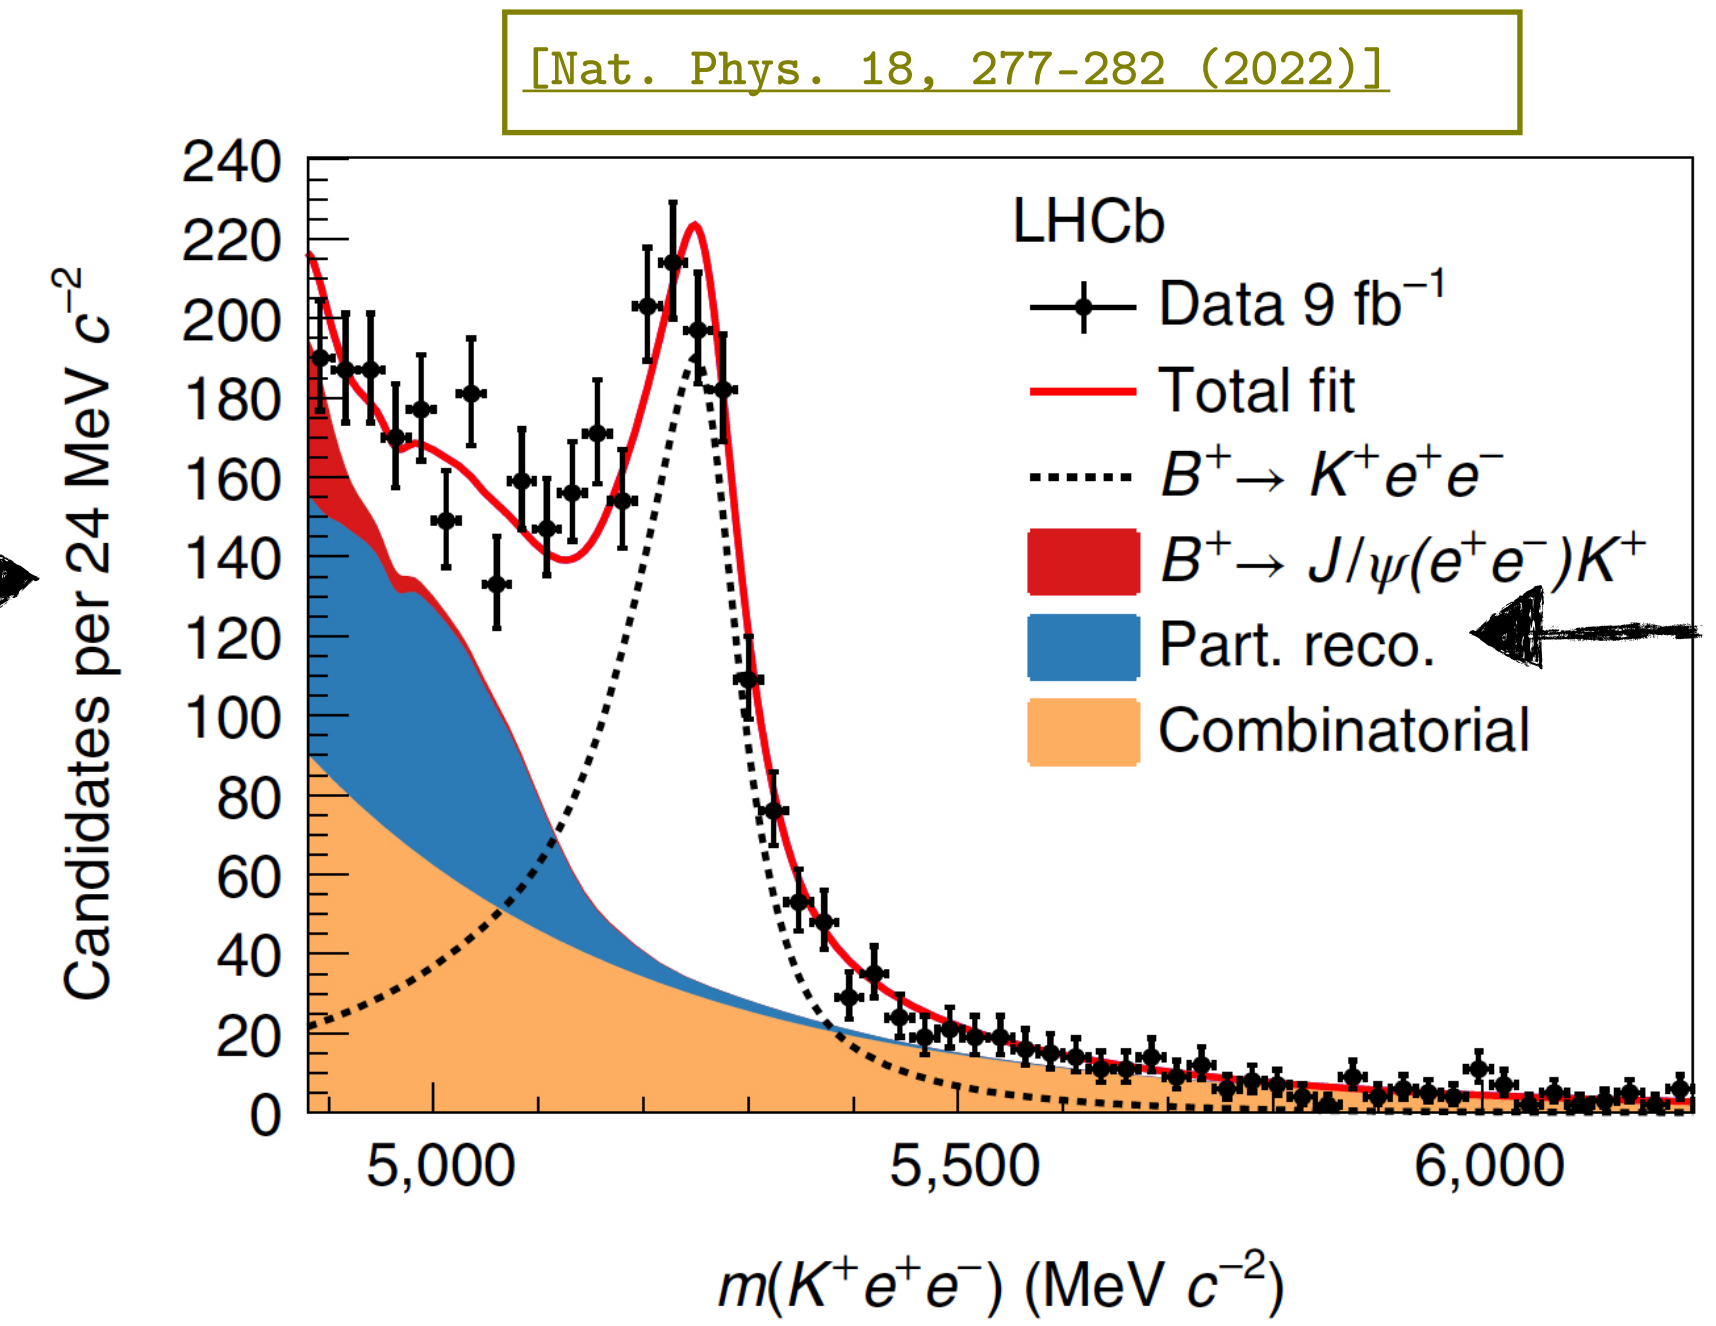 [Nat. Phys. 18, 277-282 (2022)]
240
220
200
180
160
140
120
100
80
60
40
20
0
Candidates per 24 MeV c⁻²
LHCb
Data 9 fb⁻¹
Total fit
B⁺→ K⁺e⁺e⁻
B⁺→ J/ψ(e⁺e⁻)K⁺
Part. reco.
Combinatorial
5,000 5,500 6,000
m(K⁺e⁺e⁻) (MeV c⁻²)